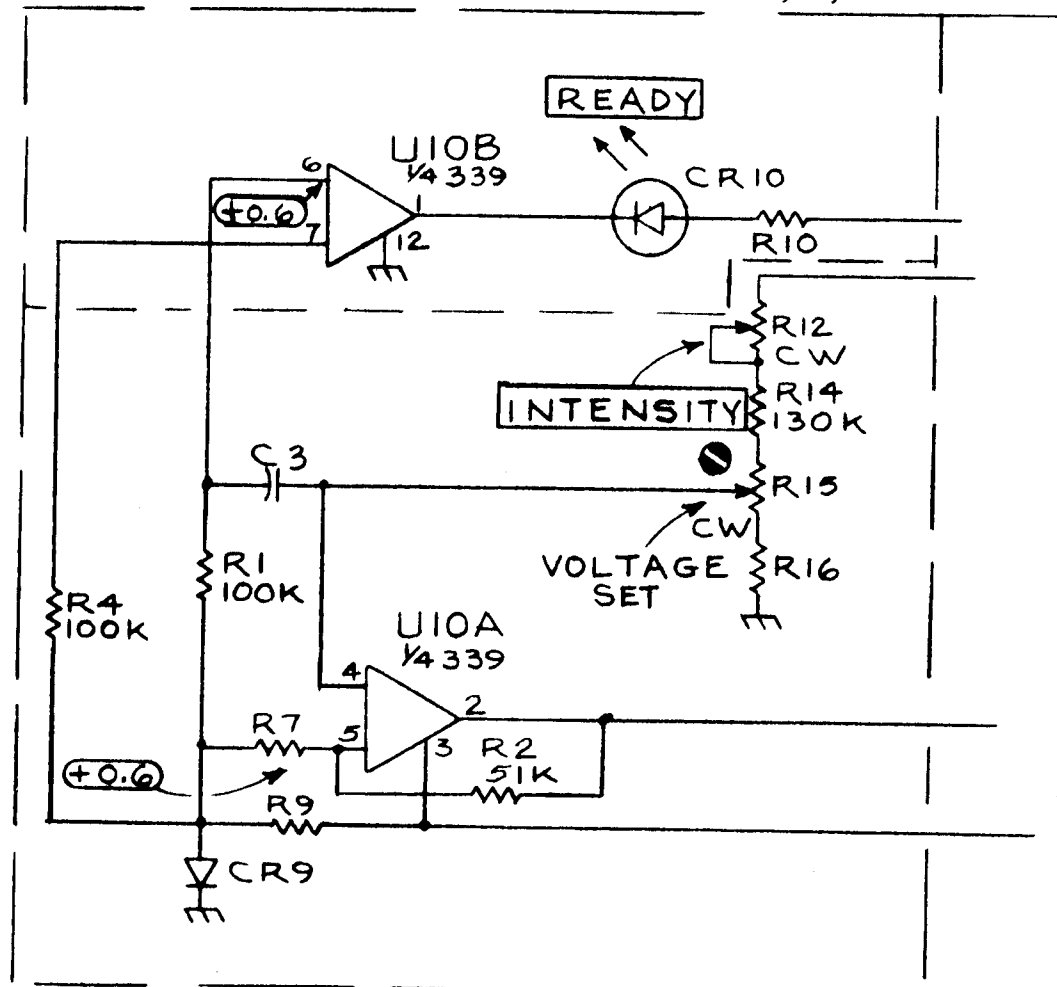 READY
U10B
1/4 339
6
+0.6
7
1
12
CR10
R10
R12
CW
R14
130K
INTENSITY
C3
R15
CW
VOLTAGE
SET
R16
R1
100K
R4
100K
U10A
1/4 339
4
2
5
3
R7
R2
51K
+0.6
R9
CR9